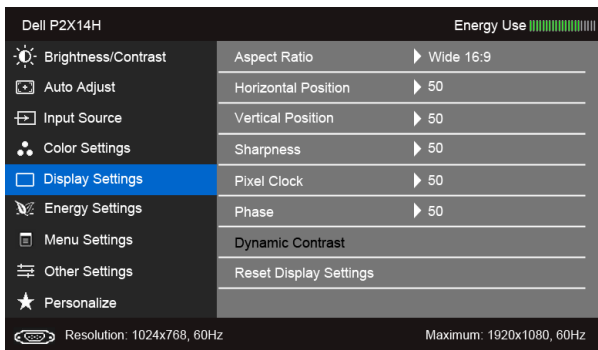 Dell P2X14H Energy Use
Brightness/Contrast Aspect Ratio Wide 16:9
Auto Adjust Horizontal Position 50
Input Source Vertical Position 50
Color Settings Sharpness 50
Display Settings Pixel Clock 50
Energy Settings Phase 50
Menu Settings Dynamic Contrast
Other Settings Reset Display Settings
Personalize
Resolution: 1024x768, 60Hz Maximum: 1920x1080, 60Hz